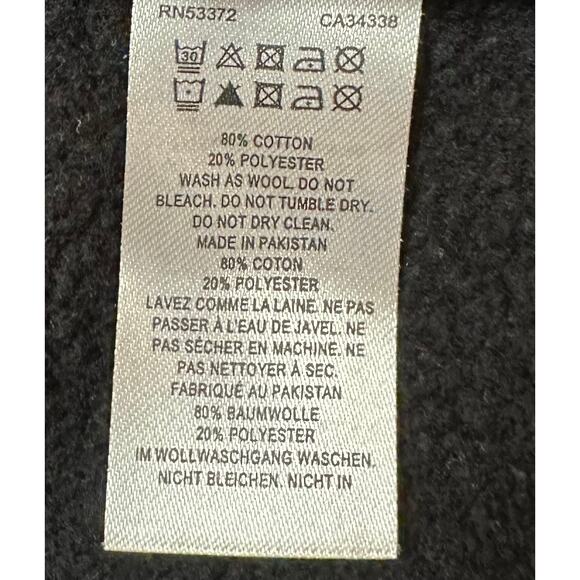 RN53372 CA34338
30
80% COTTON
20% POLYESTER
WASH AS WOOL. DO NOT
BLEACH. DO NOT TUMBLE DRY.
DO NOT DRY CLEAN.
MADE IN PAKISTAN
80% COTON
20% POLYESTER
LAVEZ COMME LA LAINE. NE PAS
PASSER À L'EAU DE JAVEL. NE
PAS SÉCHER EN MACHINE. NE
PAS NETTOYER À SEC.
FABRIQUÉ AU PAKISTAN
80% BAUMWOLLE
20% POLYESTER
IM WOLLWASCHGANG WASCHEN.
NICHT BLEICHEN. NICHT IN